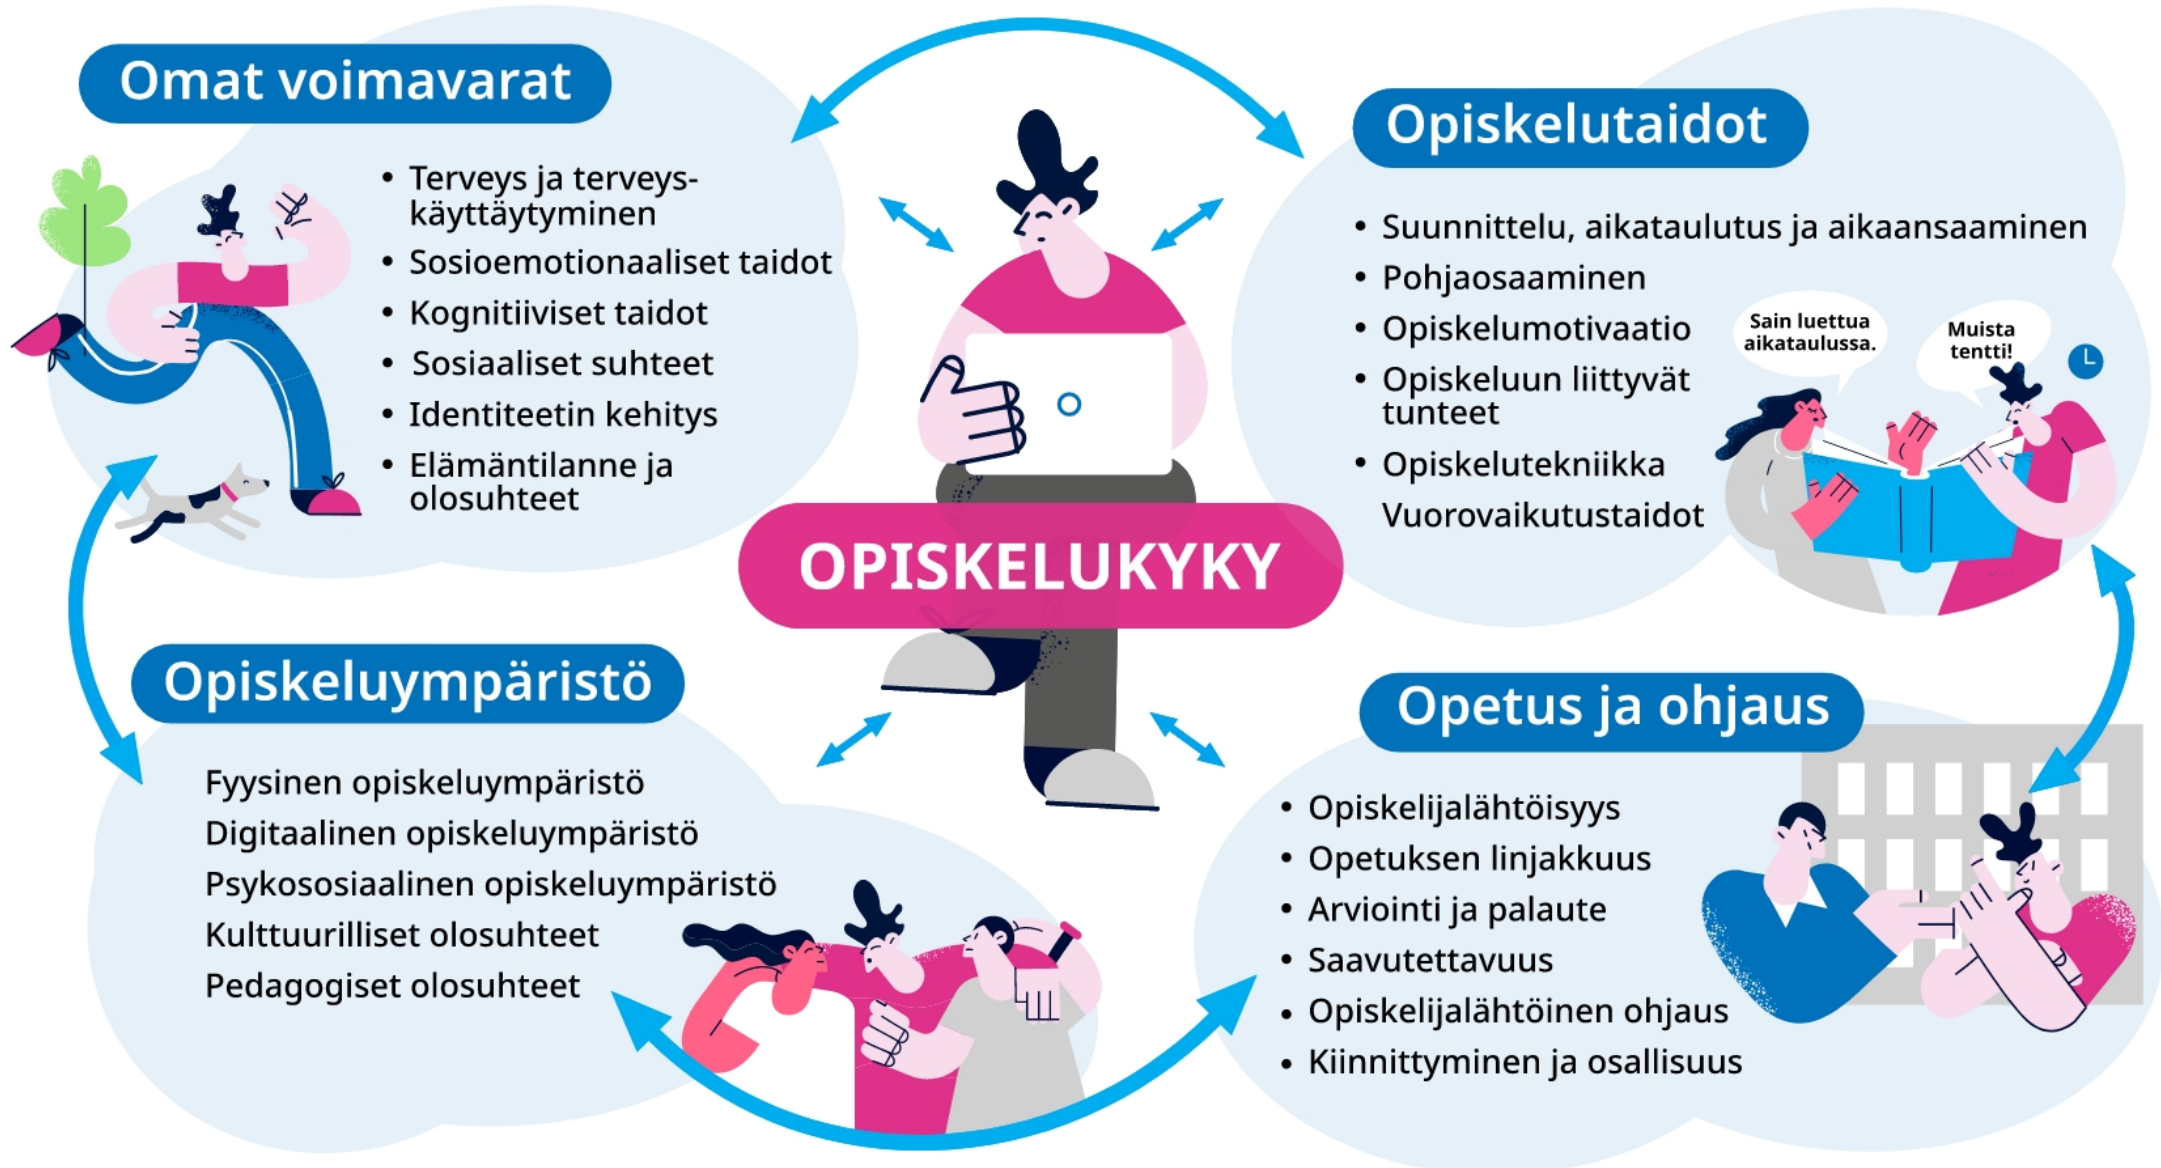 Omat voimavarat
• Terveys ja terveys-
käyttäytyminen
• Sosioemotionaaliset taidot
• Kognitiiviset taidot
• Sosiaaliset suhteet
• Identiteetin kehitys
• Elämäntilanne ja
olosuhteet
Opiskelutaidot
• Suunnittelu, aikataulutus ja aikaansaaminen
• Pohjaosaaminen
• Opiskelumotivaatio
• Opiskeluun liittyvät
tunteet
• Opiskelutekniikka
Vuorovaikutustaidot
Sain luettua
aikataulussa.
Muista
tentti!
OPISKELUKYKY
Opiskeluympäristö
Fyysinen opiskeluympäristö
Digitaalinen opiskeluympäristö
Psykososiaalinen opiskeluympäristö
Kulttuurilliset olosuhteet
Pedagogiset olosuhteet
Opetus ja ohjaus
• Opiskelijalähtöisyys
• Opetuksen linjakkuus
• Arviointi ja palaute
• Saavutettavuus
• Opiskelijalähtöinen ohjaus
• Kiinnittyminen ja osallisuus